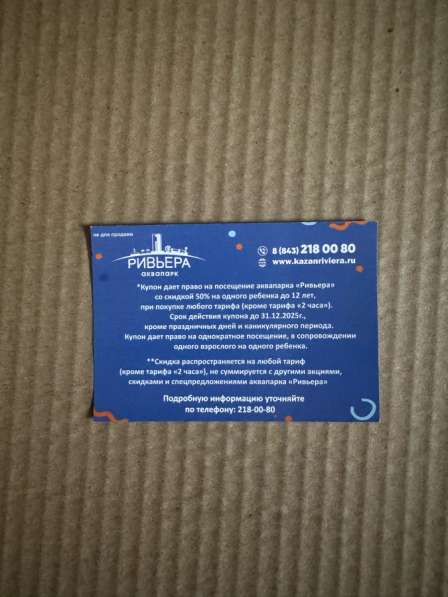 не для продажи
РИВЬЕРА
аквапарк
8 (843) 218 00 80
www.kazanriviera.ru
*Купон дает право на посещение аквапарка «Ривьера»
со скидкой 50% на одного ребенка до 12 лет,
при покупке любого тарифа (кроме тарифа «2 часа»).
Срок действия купона до 31.12.2025г.,
кроме праздничных дней и каникулярного периода.
Купон дает право на однократное посещение, в сопровождении
одного взрослого на одного ребенка.
**Скидка распространяется на любой тариф
(кроме тарифа «2 часа»), не суммируется с другими акциями,
скидками и спецпредложениями аквапарка «Ривьера»
Подробную информацию уточняйте
по телефону: 218-00-80